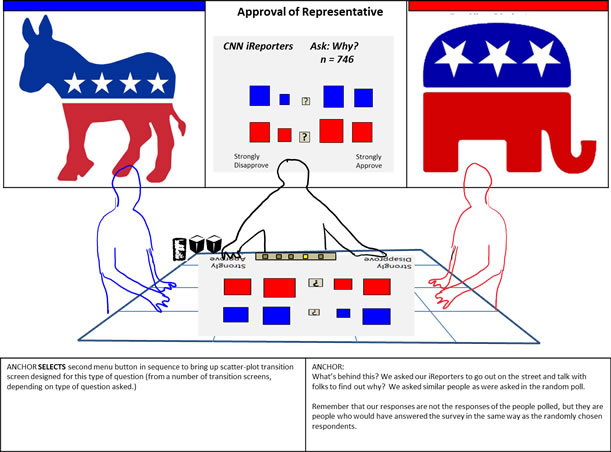 Approval of Representative
CNN iReporters Ask: Why?
n = 746
?
?
Strongly Disapprove
Strongly Approve
Strongly Approve
Strongly Disapprove
?
?
ANCHOR SELECTS second menu button in sequence to bring up scatter-plot transition
screen designed for this type of question (from a number of transition screens,
depending on type of question asked.)
ANCHOR:
What's behind this? We asked our iReporters to go out on the street and talk with
folks to find out why? We asked similar people as were asked in the random poll.
Remember that our responses are not the responses of the people polled, but they are
people who would have answered the survey in the same way as the randomly chosen
respondents.